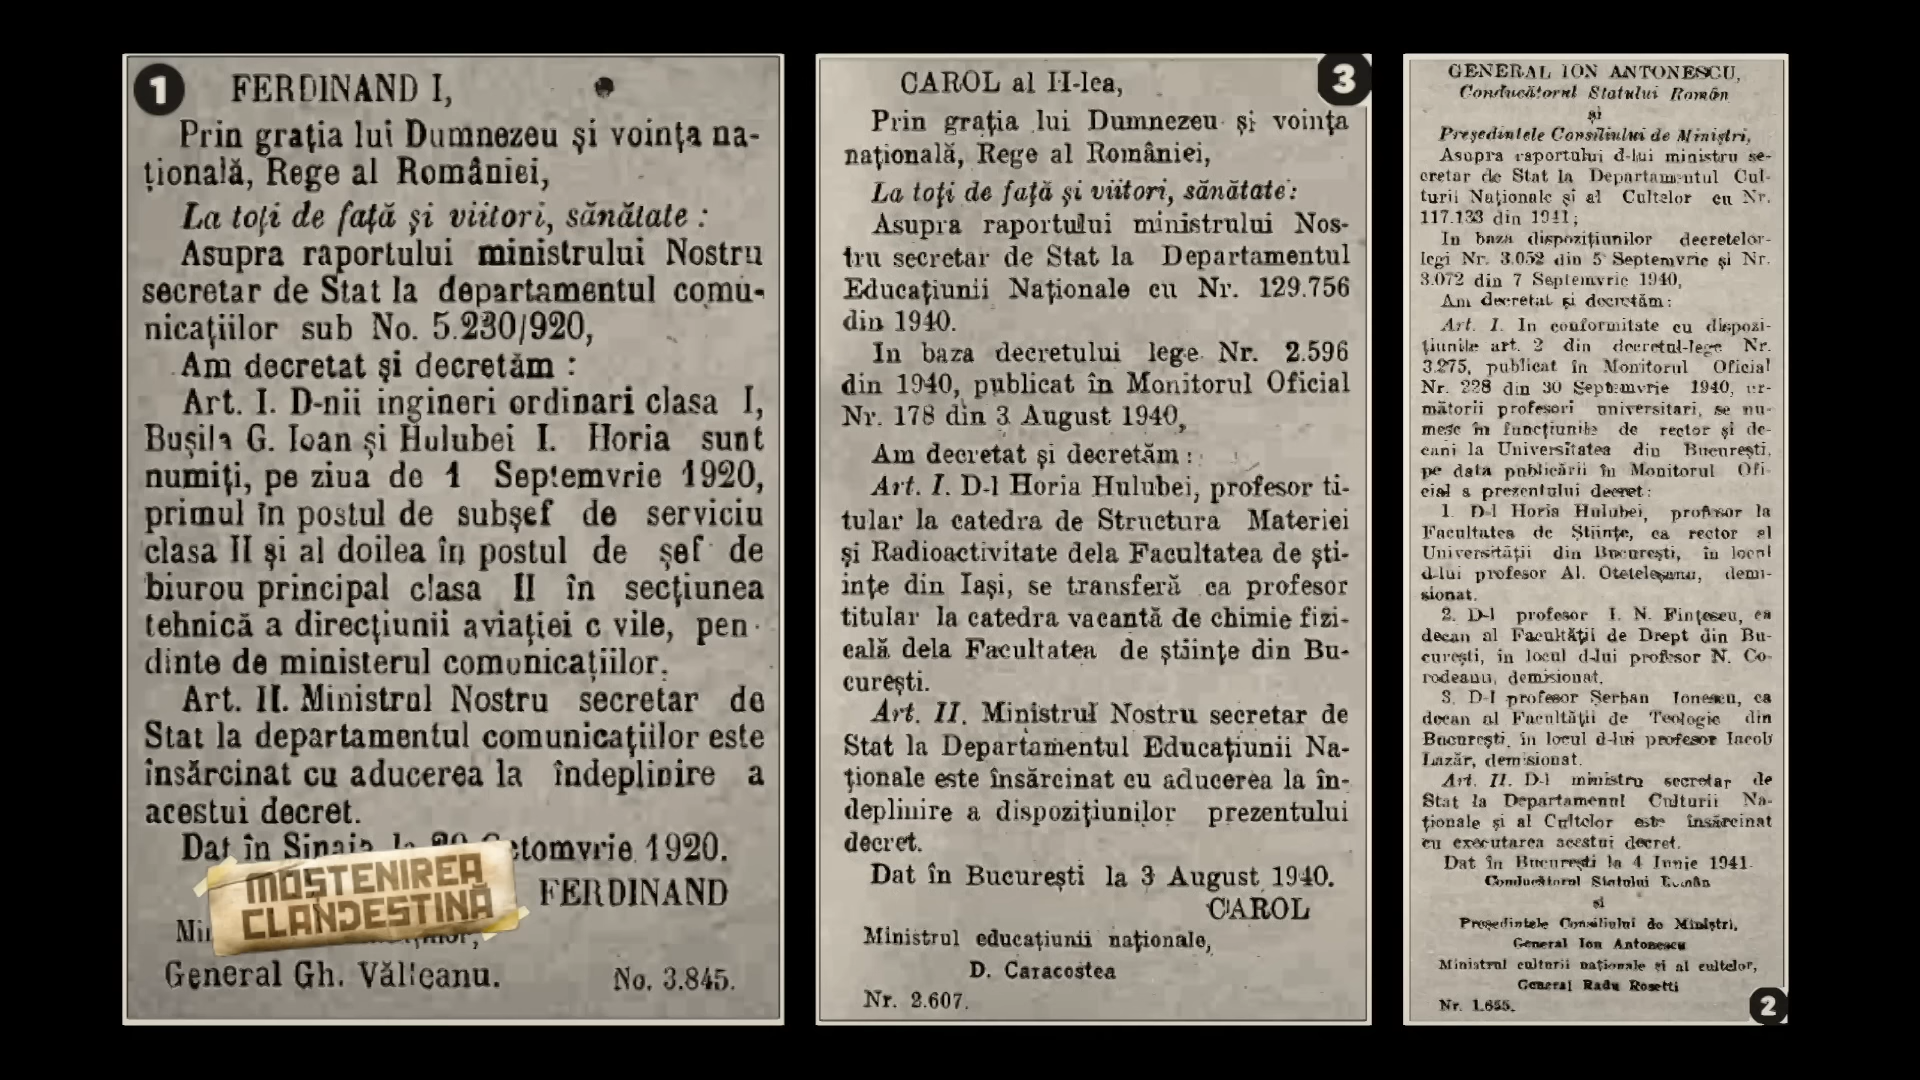 1
FERDINAND I,
Prin grația lui Dumnezeu și voința na-
țională, Rege al României,
La toți de față și viitori, sănătate :
Asupra raportului ministrului Nostru
secretar de Stat la departamentul comu-
nicațiilor sub No. 5.230/920,
Am decretat și decretăm :
Art. I. D-nii ingineri ordinari clasa I,
Bușila G. Ioan și Hulubei I. Horia sunt
numiți, pe ziua de 1 Septemvrie 1920,
primul în postul de subșef de serviciu
clasa II și al doilea în postul de șef de
biurou principal clasa II în secțiunea
tehnică a direcțiunii aviației c vile, pen-
dinte de ministerul comunicațiilor.
Art. II. Ministrul Nostru secretar de
Stat la departamentul comunicațiilor este
însărcinat cu aducerea la îndeplinire a
acestui decret.
Dat în Sinaia 1920.
MOSTENIREA
CLANDESTINĂ
FERDINAND
General Gh. Văleanu.
No. 3.845.
3
CAROL al II-lea,
Prin grația lui Dumnezeu și voința
națională, Rege al României,
La toți de față și viitori, sănătate:
Asupra raportului ministrului Nos-
tru secretar de Stat la Departamentul
Educațiunii Naționale cu Nr. 129.756
din 1940.
In baza decretului lege Nr. 2.596
din 1940, publicat în Monitorul Oficial
Nr. 178 din 3 August 1940,
Am decretat și decretăm :
Art. I. D-l Horia Hulubei, profesor ti-
tular la catedra de Structura Materiei
și Radioactivitate dela Facultatea de ști-
ințe din Iași, se transferă ca profesor
titular la catedra vacantă de chimie fizi-
cală dela Facultatea de științe din Bu-
curești.
Art. II. Ministrul Nostru secretar de
Stat la Departamentul Educațiunii Na-
ționale este însărcinat cu aducerea la în-
deplinire a dispozițiunilor prezentului
decret.
Dat în București la 3 August 1940.
CAROL
Ministrul educațiunii naționale,
D. Caracostea
Nr. 2.607.
GENERAL ION ANTONESCU,
Conducătorul Statului Român
și
Președintele Consiliului de Miniștri,
Asupra raportului d-lui ministru se-
cretar de Stat la Departamentul Cul-
turii Naționale și al Cultelor cu Nr.
117.133 din 1941;
In baza dispozițiunilor decretelor-
legi Nr. 3.052 din 5 Septemvrie și Nr.
3.072 din 7 Septemvrie 1940,
Am decretat și decretăm:
Art. I. In conformitate cu dispozi-
țiunile art. 2 din decretul-lege Nr.
3.275, publicat în Monitorul Oficial
Nr. 228 din 30 Septemvrie 1940, ur-
mătorii profesori universitari, se nu-
mesc în funcțiunile de rector și de-
cani la Universitatea din București,
pe data publicării în Monitorul Ofi-
cial a prezentului decret:
1. D-l Horia Hulubei, profesor la
Facultatea de Științe, ca rector al
Universității din București, în locul
d-lui profesor Al. Oteteleșanu, demi-
sionat.
2. D-l profesor I. N. Fințescu, ca
decan al Facultății de Drept din Bu-
curești, în locul d-lui profesor N. Co-
rodeanu, demisionat.
3. D-l profesor Șerban Ionescu, ca
decan al Facultății de Teologie din
București, în locul d-lui profesor Iacob
Lazăr, demisionat.
Art. II. D-l ministru secretar de
Stat la Departamenul Culturii Na-
ționale și al Cultelor este însărcinat
cu executarea acestui decret.
Dat în București la 4 Iunie 1941.
Conducătorul Statului Român
și
Președintele Consiliului de Miniștri,
General Ion Antonescu
Ministrul culturii naționale și al cultelor,
General Radu Rosetti
Nr. 1.655.
2